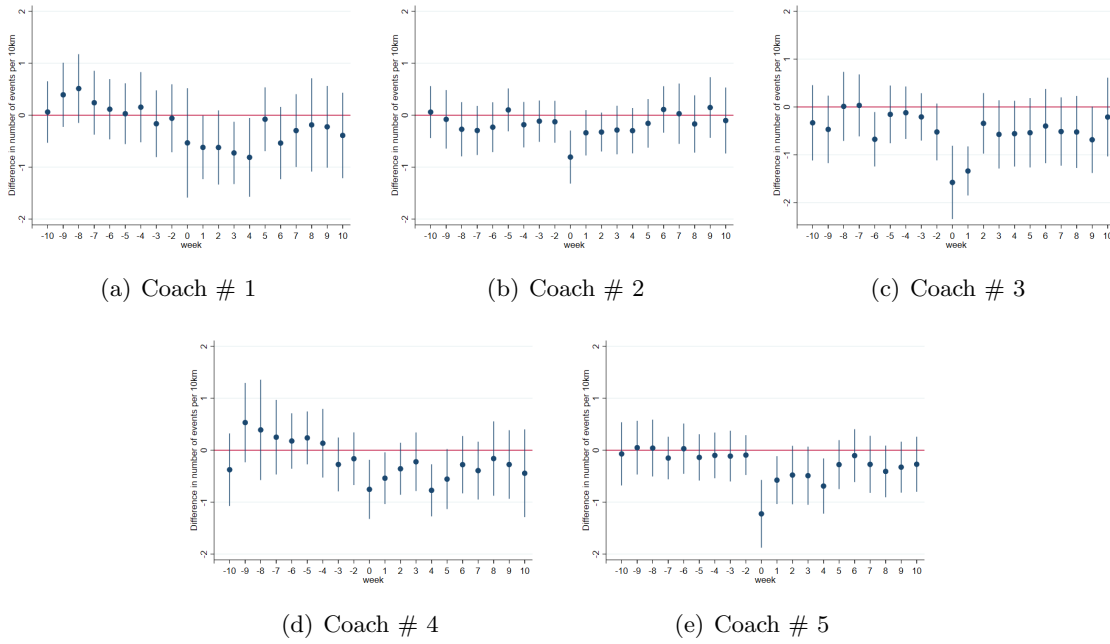 2
1
0
-1
-2
Difference in number of events per 10km
-10 -9 -8 -7 -6 -5 -4 -3 -2 0 1 2 3 4 5 6 7 8 9 10
week
(a) Coach # 1
2
1
0
-1
-2
Difference in number of events per 10km
-10 -9 -8 -7 -6 -5 -4 -3 -2 0 1 2 3 4 5 6 7 8 9 10
week
(b) Coach # 2
2
1
0
-1
-2
Difference in number of events per 10km
-10 -9 -8 -7 -6 -5 -4 -3 -2 0 1 2 3 4 5 6 7 8 9 10
week
(c) Coach # 3
2
1
0
-1
-2
Difference in number of events per 10km
-10 -9 -8 -7 -6 -5 -4 -3 -2 0 1 2 3 4 5 6 7 8 9 10
week
(d) Coach # 4
2
1
0
-1
-2
Difference in number of events per 10km
-10 -9 -8 -7 -6 -5 -4 -3 -2 0 1 2 3 4 5 6 7 8 9 10
week
(e) Coach # 5